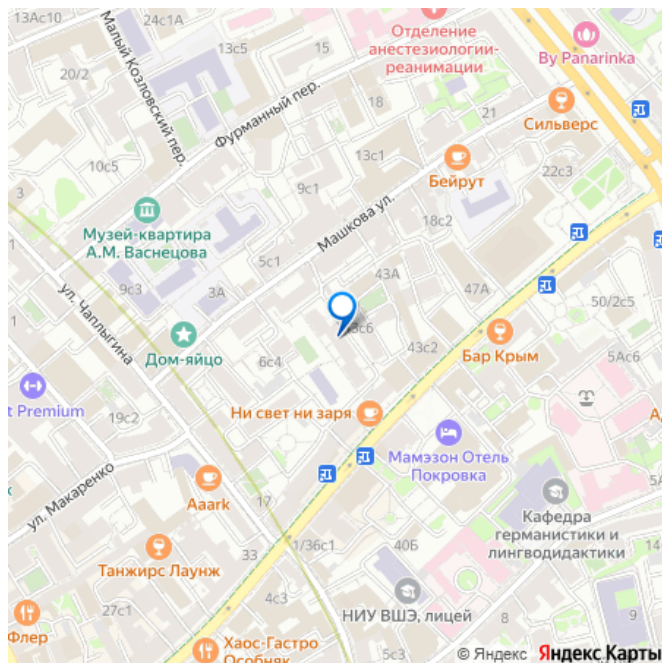 13Ас10
24с1А
Отделение
анестезиологии-
реанимации
By Panarinka
Малый Козловский пер.
13с5
15
20/2
Фурманный пер.
18
21
Сильверс
10с5
13с1
Бейрут
22с3
9с1
Музей-квартира
А.М. Васнецова
Машкова ул.
18с2
5с1
9с3
3А
43А
47А
50/2с5
ул. Чаплыгина
Дом-яйцо
6с4
43с2
Бар Крым
5Ас6
t Premium
19с2
Ни свет ни заря
Мамэзон Отель
Покровка
ул. Макаренко
Aaark
17
5А
Кафедра
германистики и
лингводидактики
Танжирс Лаунж
33
1/36с1
40Б
14
27с1
4с3
НИУ ВШЭ, лицей
8
9
Флер
Хаос-Гастро
Особняк
5
© Яндекс Яндекс Карты